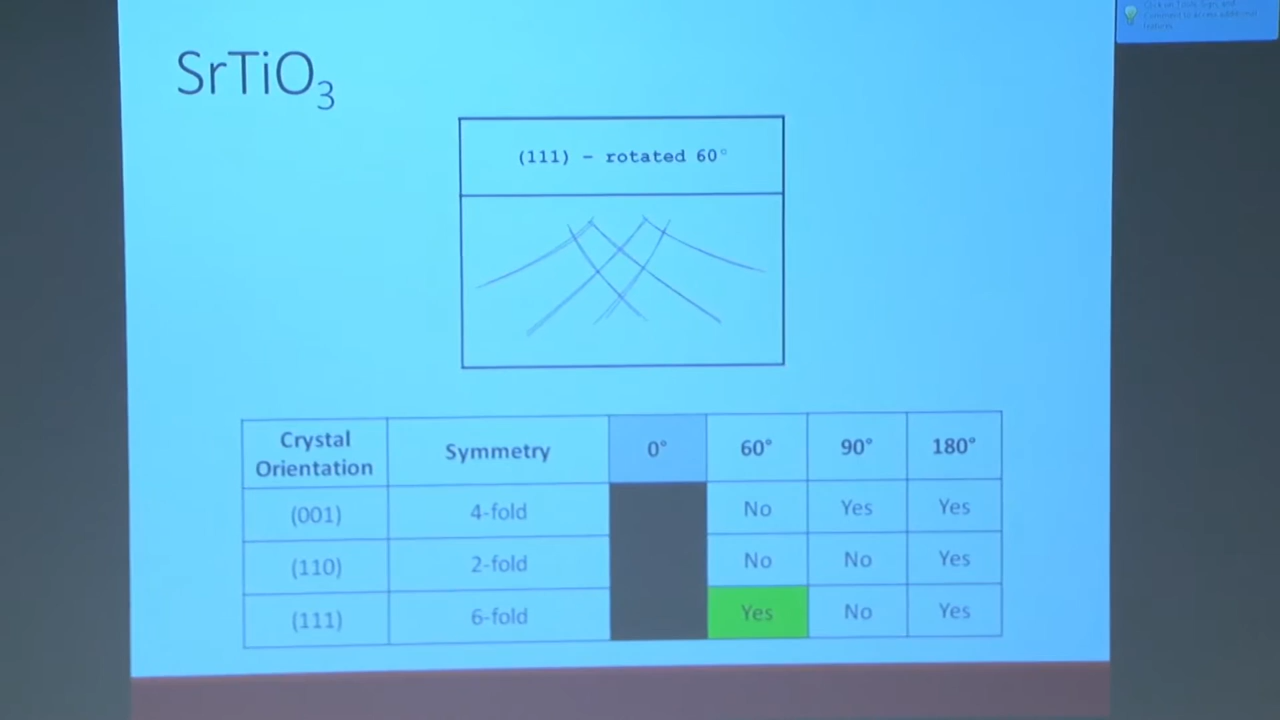 SrTiO₃
(111) - rotated 60°
Crystal Orientation Symmetry 0° 60° 90° 180°
(001) 4-fold No Yes Yes
(110) 2-fold No No Yes
(111) 6-fold Yes No Yes